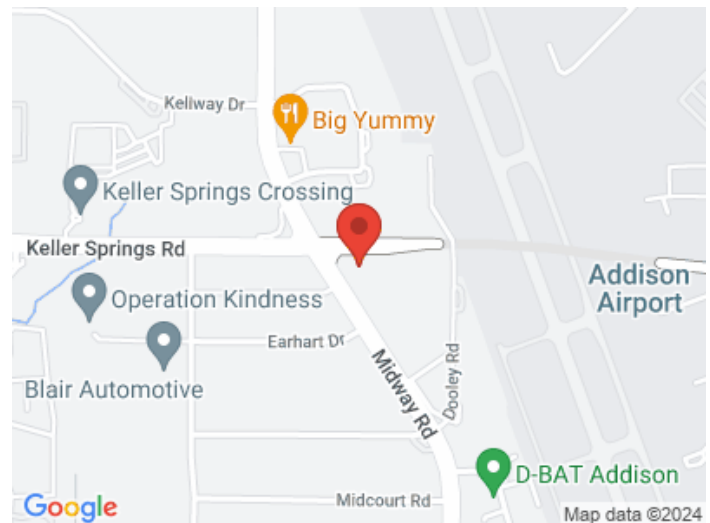 Kellway Dr
Big Yummy
Keller Springs Crossing
Keller Springs Rd
Addison
Airport
Operation Kindness
Earhart Dr
Blair Automotive
Midway Rd
Dooley Rd
D-BAT Addison
Midcourt Rd
Google
Map data ©2024